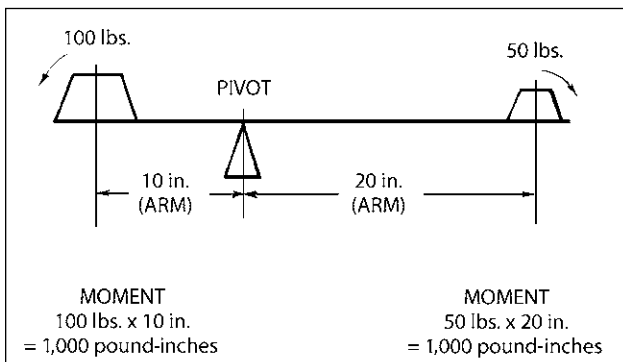 100 lbs.
50 lbs.
PIVOT
10 in.
(ARM)
20 in.
(ARM)
MOMENT
100 lbs. x 10 in.
= 1,000 pound-inches
MOMENT
50 lbs. x 20 in.
= 1,000 pound-inches